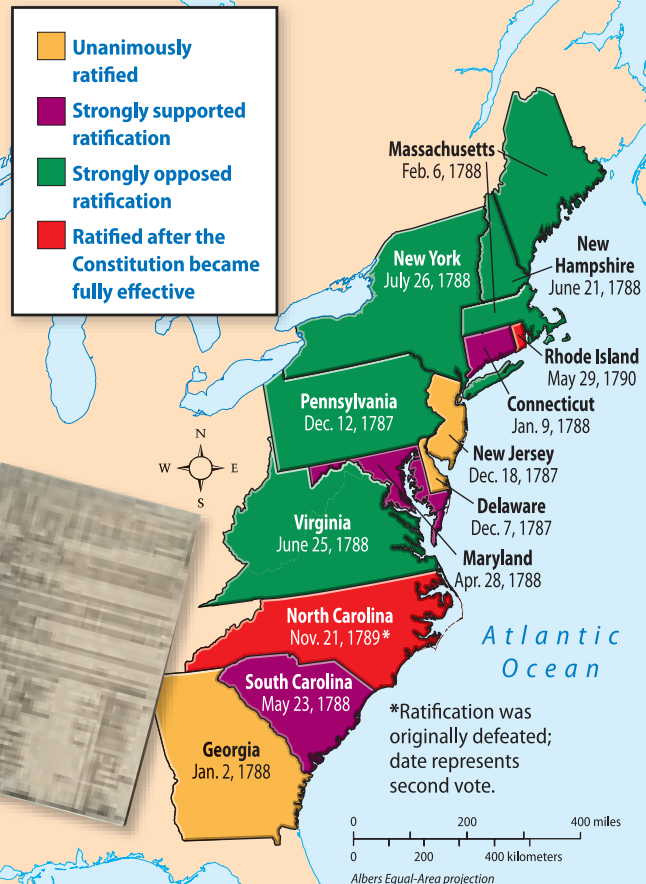 Unanimously
ratified
Strongly supported
ratification
Strongly opposed
ratification
Ratified after the
Constitution became
fully effective
Massachusetts
Feb. 6, 1788
New York
July 26, 1788
New
Hampshire
June 21, 1788
Rhode Island
May 29, 1790
Pennsylvania
Dec. 12, 1787
Connecticut
Jan. 9, 1788
N
W E
S
New Jersey
Dec. 18, 1787
Delaware
Dec. 7, 1787
Virginia
June 25, 1788
Maryland
Apr. 28, 1788
North Carolina
Nov. 21, 1789*
Atlantic
Ocean
South Carolina
May 23, 1788
*Ratification was
originally defeated;
date represents
second vote.
Georgia
Jan. 2, 1788
0 200 400 miles
0 200 400 kilometers
Albers Equal-Area projection